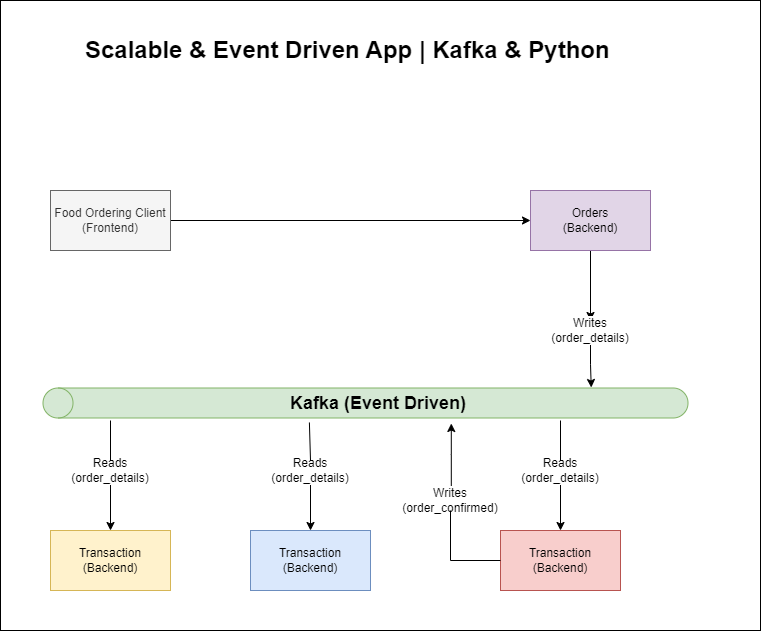 Scalable & Event Driven App | Kafka & Python
Food Ordering Client
(Frontend)
Orders
(Backend)
Writes
(order_details)
Kafka (Event Driven)
Reads
(order_details)
Reads
(order_details)
Writes
(order_confirmed)
Reads
(order_details)
Transaction
(Backend)
Transaction
(Backend)
Transaction
(Backend)